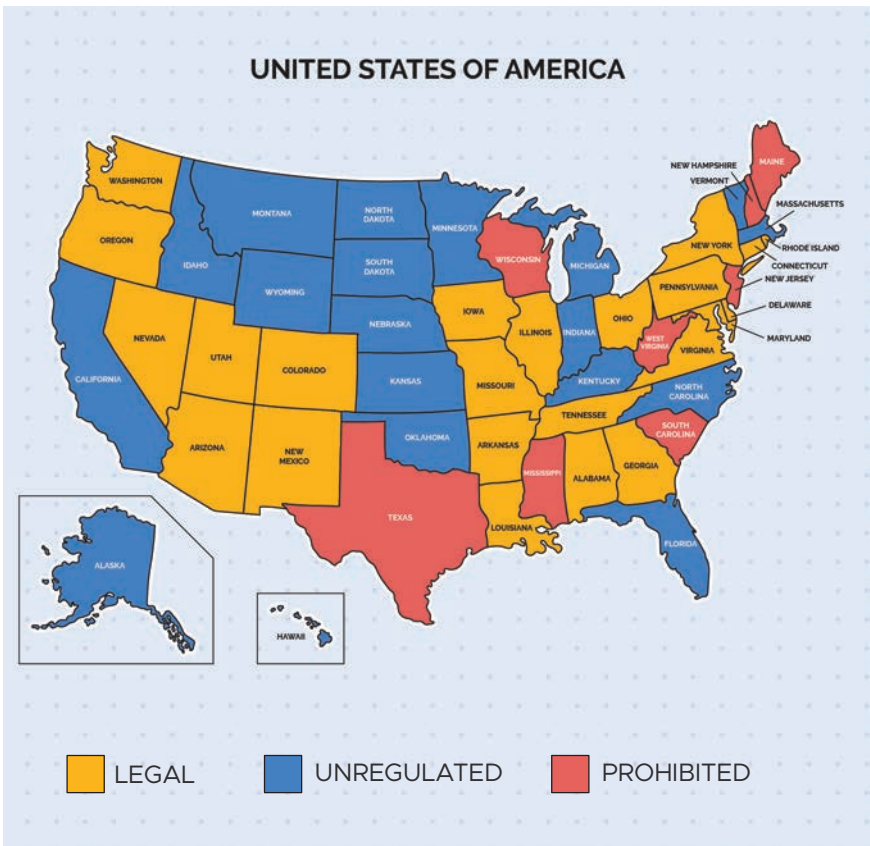 UNITED STATES OF AMERICA
WASHINGTON
OREGON
CALIFORNIA
NEVADA
IDAHO
MONTANA
WYOMING
UTAH
COLORADO
ARIZONA
NEW
MEXICO
NORTH
DAKOTA
SOUTH
DAKOTA
NEBRASKA
KANSAS
OKLAHOMA
TEXAS
MINNESOTA
IOWA
MISSOURI
ARKANSAS
LOUISIANA
WISCONSIN
ILLINOIS
MICHIGAN
INDIANA
OHIO
KENTUCKY
TENNESSEE
MISSISSIPPI
ALABAMA
GEORGIA
FLORIDA
SOUTH
CAROLINA
NORTH
CAROLINA
VIRGINIA
WEST
VIRGINIA
PENNSYLVANIA
NEW YORK
NEW HAMPSHIRE
VERMONT
MAINE
MASSACHUSETTS
RHODE ISLAND
CONNECTICUT
NEW JERSEY
DELAWARE
MARYLAND
ALASKA
HAWAII
LEGAL
UNREGULATED
PROHIBITED